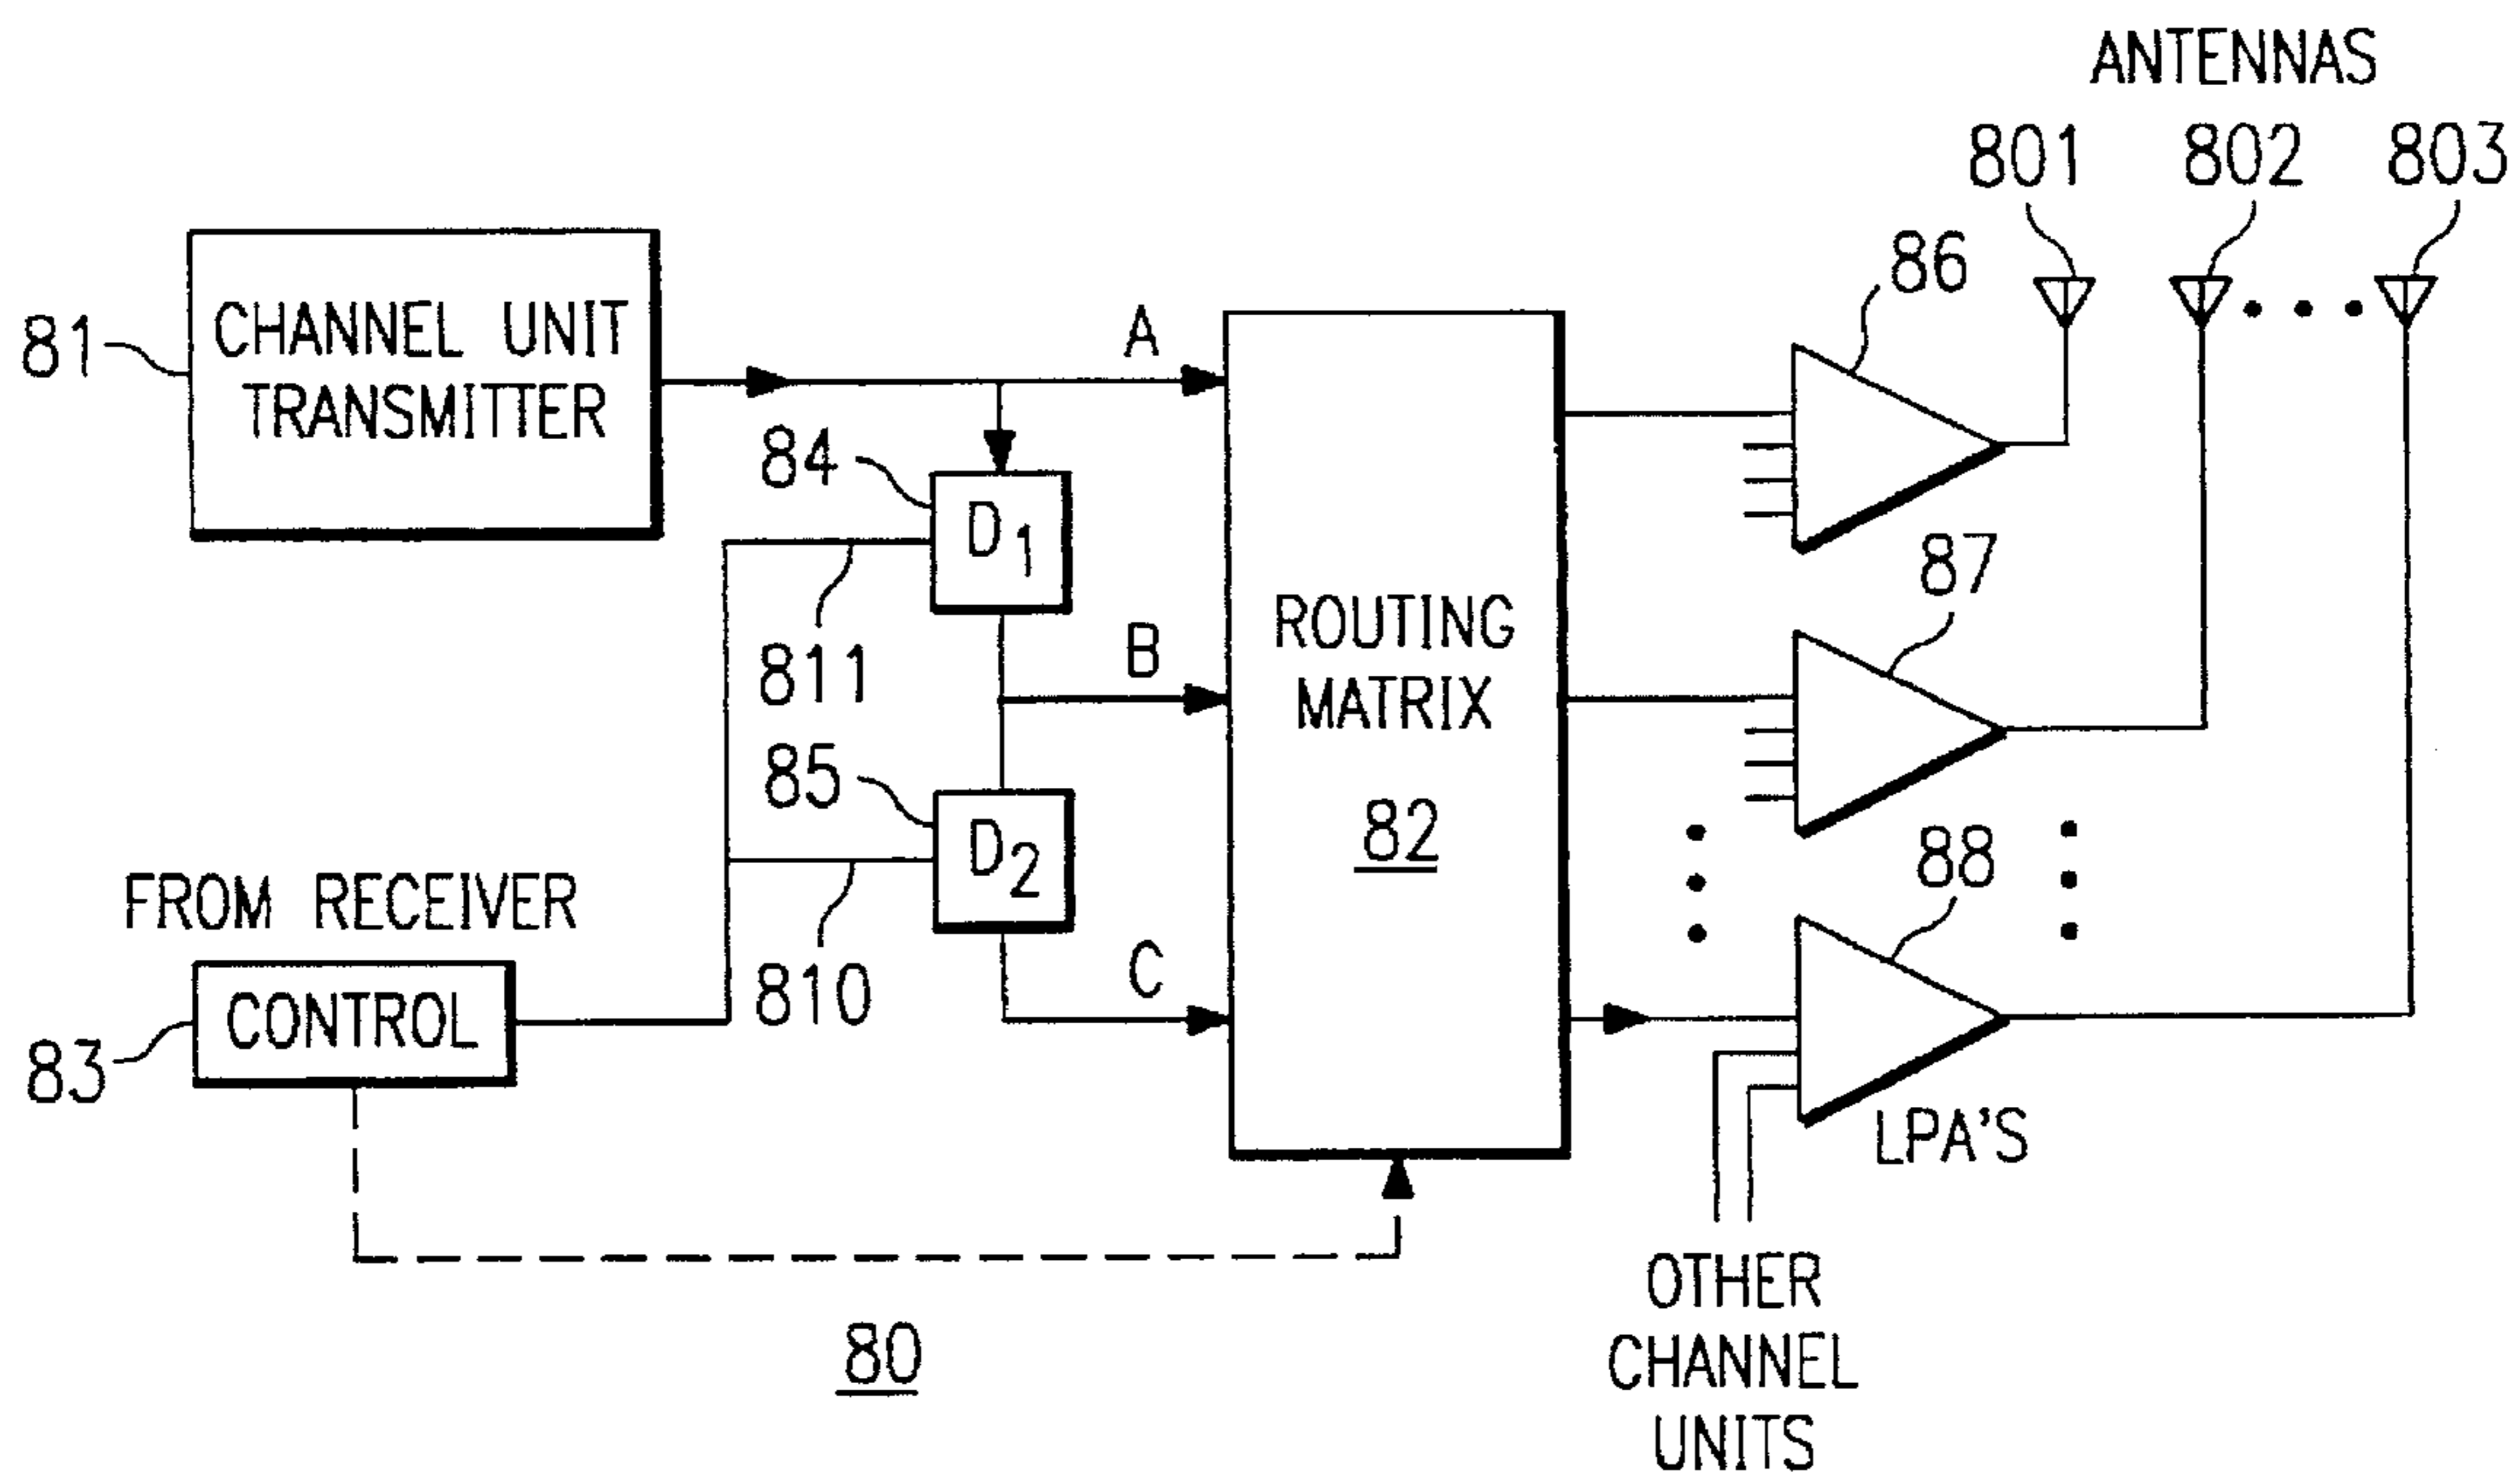 ANTENNAS
801
802
803
86
CHANNEL UNIT
TRANSMITTER
81
A
84
D1
87
811
B
ROUTING
MATRIX
82
85
D2
88
FROM RECEIVER
810
C
CONTROL
83
LPA'S
OTHER
CHANNEL
UNITS
80